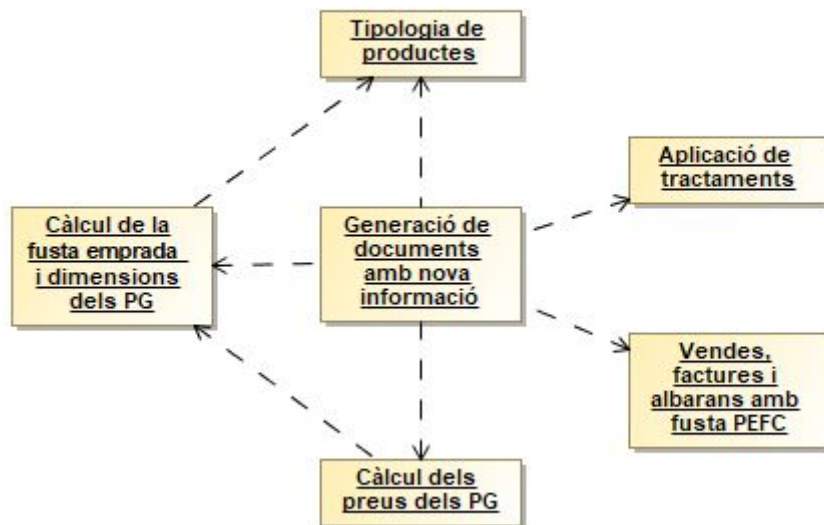 Tipologia de
productes
Aplicació de
tractaments
Càlcul de la
fusta emprada
i dimensions
dels PG
Generació de
documents
amb nova
informació
Vendes,
factures i
albarans amb
fusta PEFC
Càlcul dels
preus dels PG